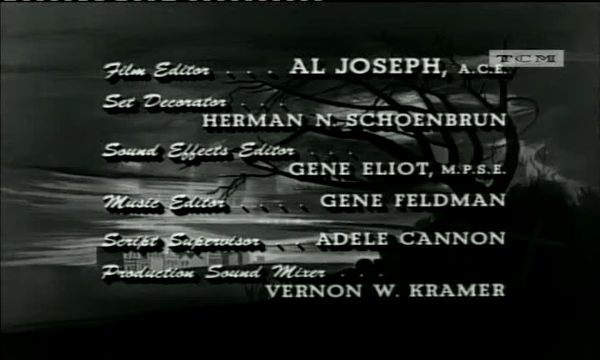 TCM
Film Editor . . . . AL JOSEPH, A.C.E.
Set Decorator . . . .
HERMAN N. SCHOENBRUN
Sound Effects Editor . . . .
GENE ELIOT, M.P.S.E.
Music Editor . . . . GENE FELDMAN
Script Supervisor . . . ADELE CANNON
Production Sound Mixer . . . .
VERNON W. KRAMER